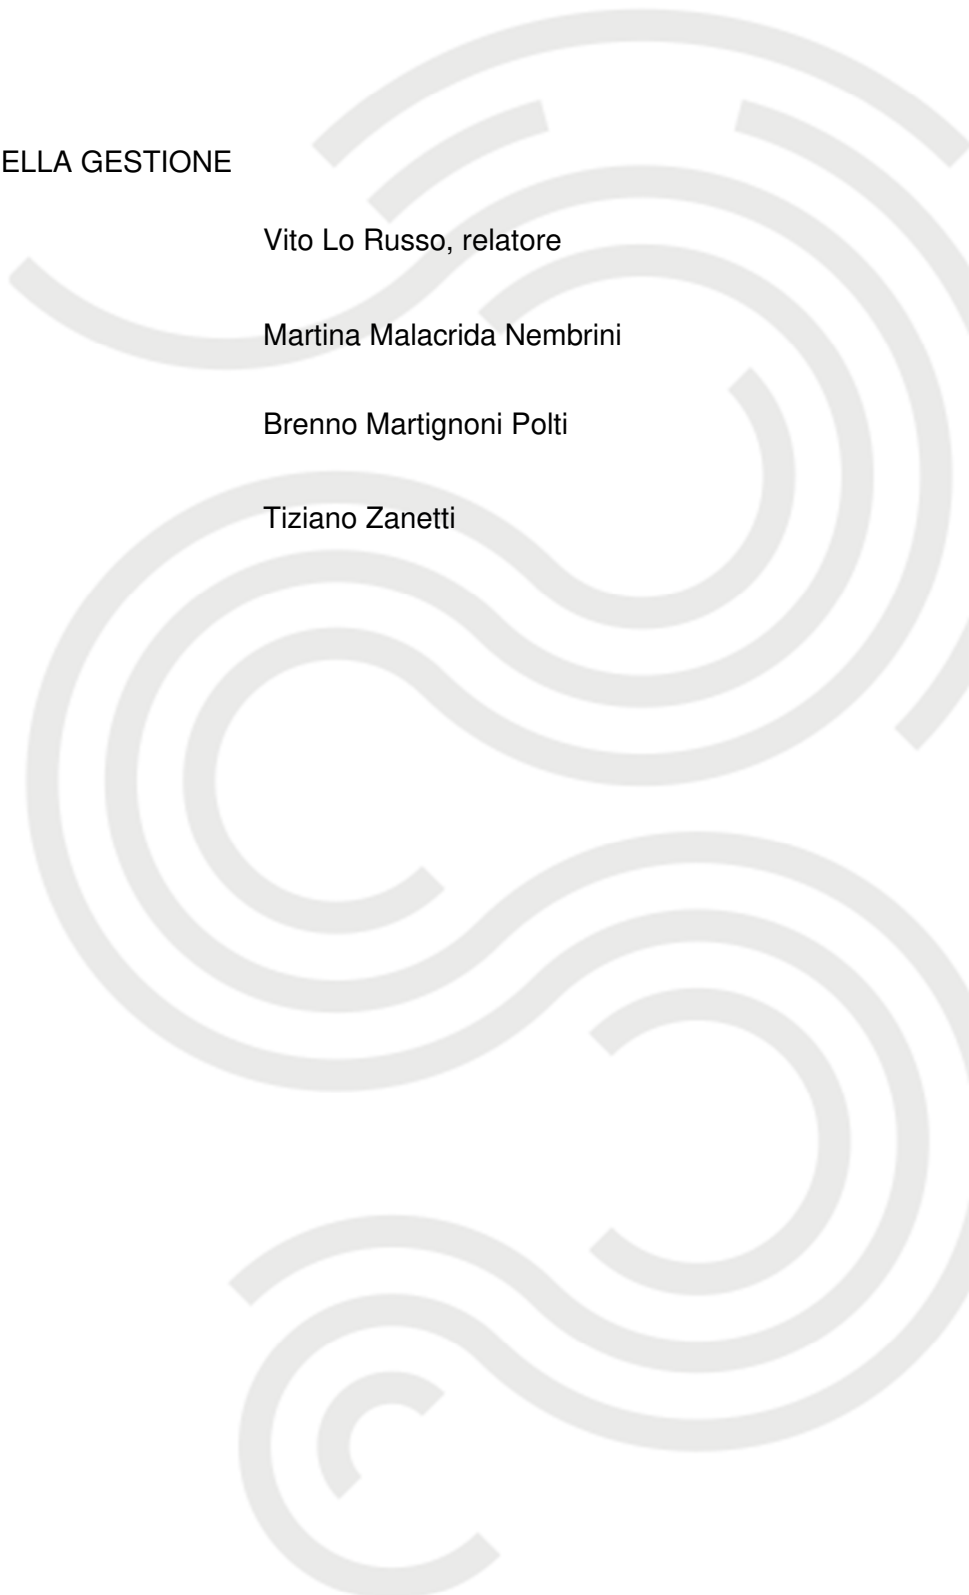 ELLA GESTIONE
Vito Lo Russo, relatore
Martina Malacrida Nembrini
Brenno Martignoni Polti
Tiziano Zanetti